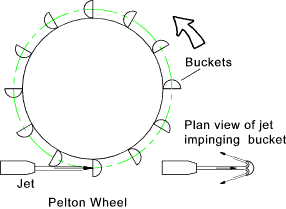 Buckets
Plan view of jet
impinging bucket
Jet
Pelton Wheel